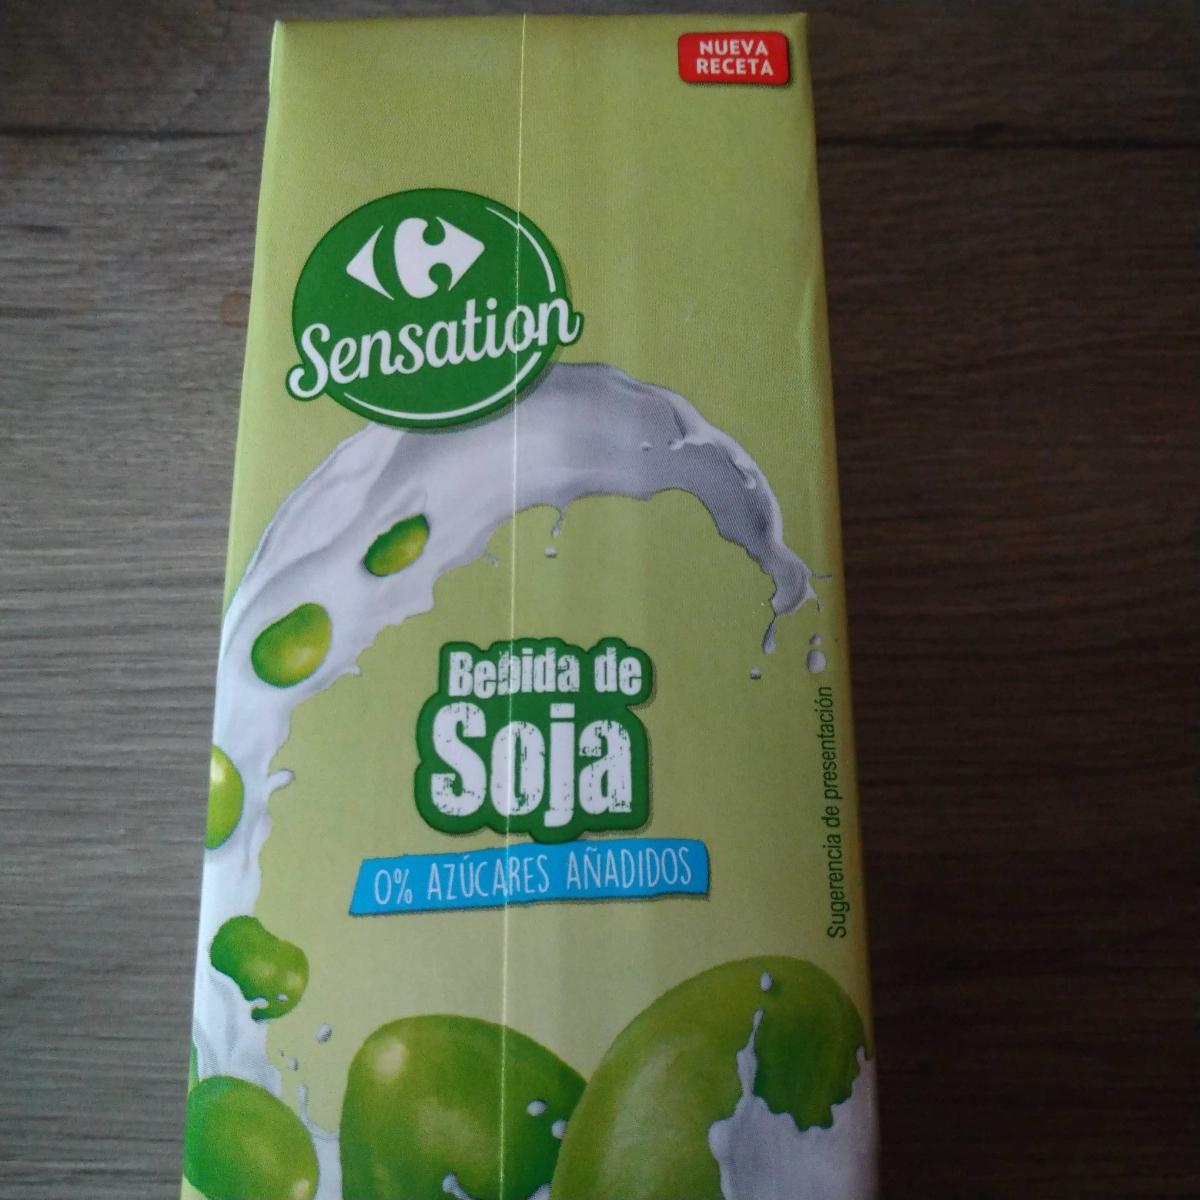 NUEVA
RECETA
Sensation
Bebida de
Soja
0% AZÚCARES AÑADIDOS
Sugerencia de presentación